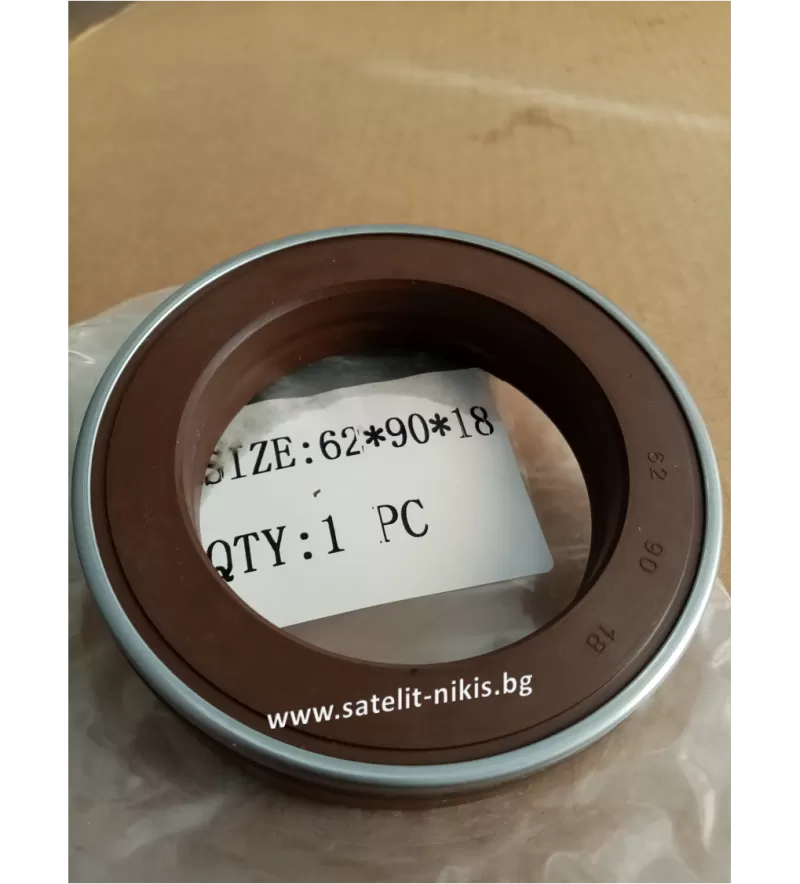 SIZE:62*90*18
QTY:1 PC
62 90 18
www.satelit-nikis.bg